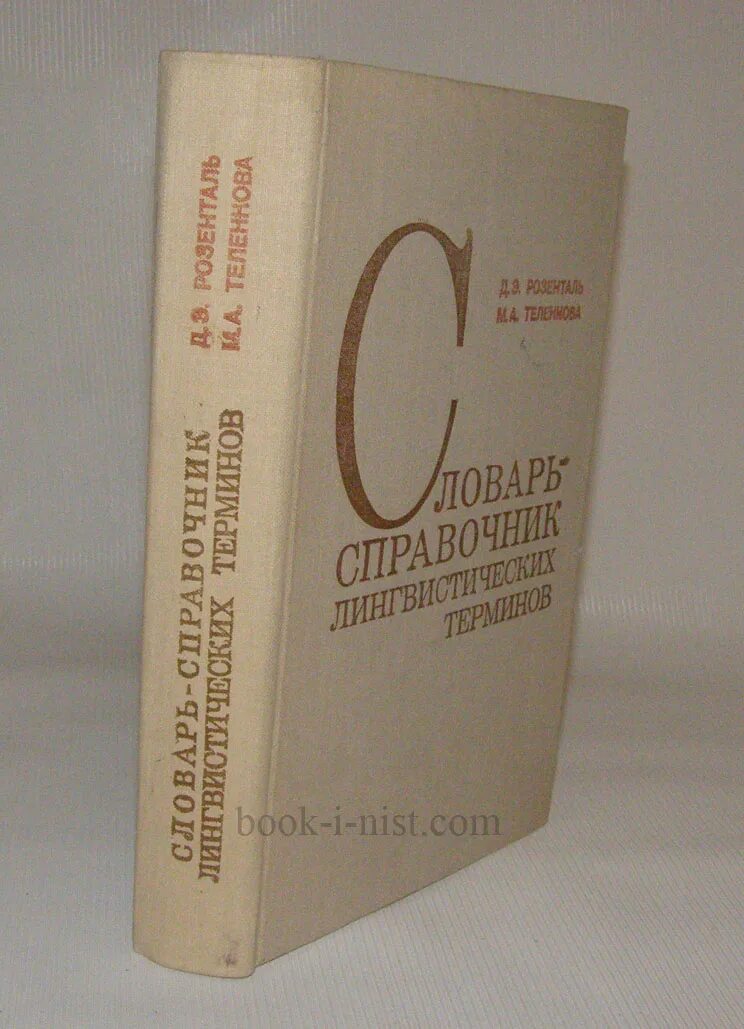 Д.Э. РОЗЕНТАЛЬ
М.А. ТЕЛЕНКОВА
СЛОВАРЬ-СПРАВОЧНИК
ЛИНГВИСТИЧЕСКИХ ТЕРМИНОВ
Д.Э. РОЗЕНТАЛЬ
М.А. ТЕЛЕНКОВА
СЛОВАРЬ-
СПРАВОЧНИК
ЛИНГВИСТИЧЕСКИХ
ТЕРМИНОВ
book-i-nist.com